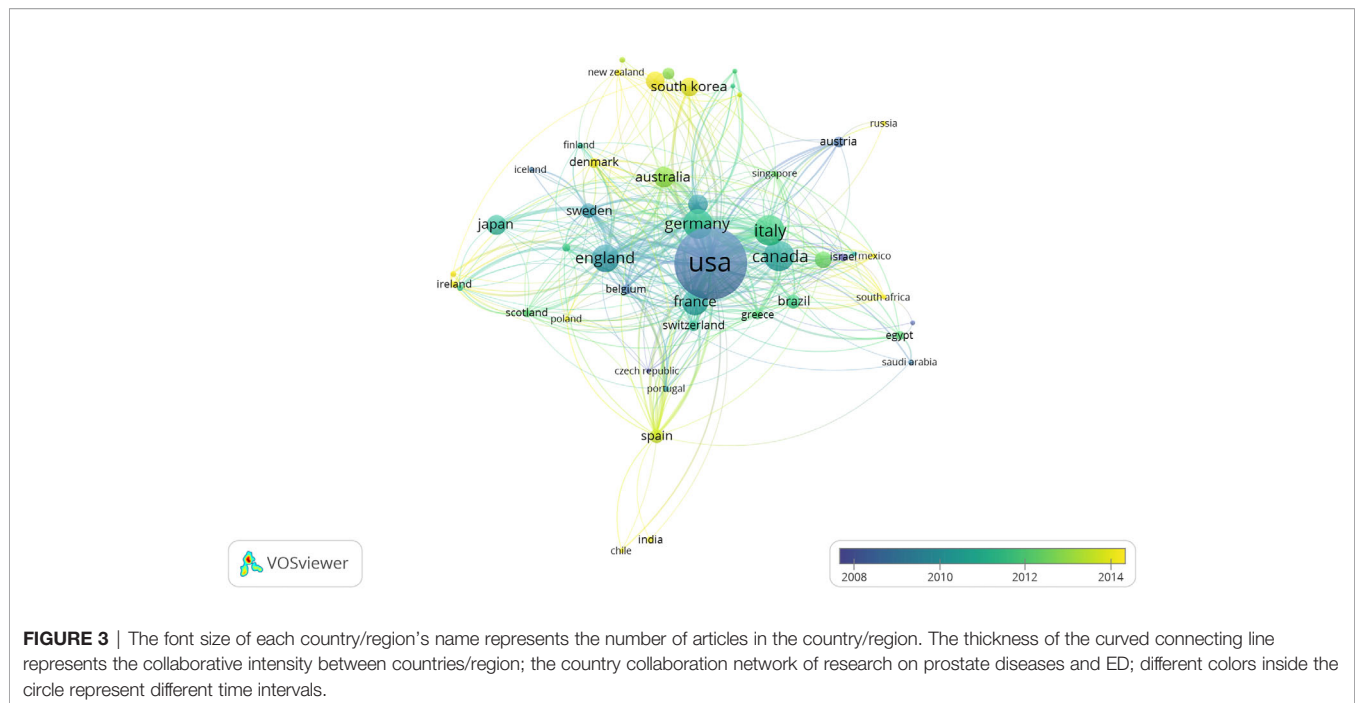 new zealand
south korea
russia
austria
finland
denmark
iceland
singapore
australia
sweden
japan
germany
italy
england
usa
canada
israel
mexico
ireland
belgium
france
brazil
south africa
scotland
poland
switzerland
greece
egypt
saudi arabia
czech republic
portugal
spain
india
chile
VOSviewer
2008 2010 2012 2014
FIGURE 3 | The font size of each country/region’s name represents the number of articles in the country/region. The thickness of the curved connecting line
represents the collaborative intensity between countries/region; the country collaboration network of research on prostate diseases and ED; different colors inside the
circle represent different time intervals.